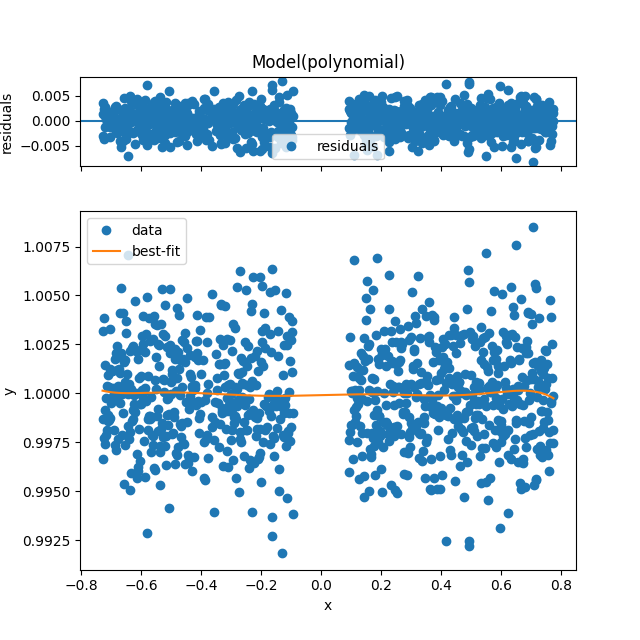 Model(polynomial)
residuals
0.005
0.000
−0.005
residuals
y
data
best-fit
1.0075
1.0050
1.0025
1.0000
0.9975
0.9950
0.9925
−0.8 −0.6 −0.4 −0.2 0.0 0.2 0.4 0.6 0.8
x